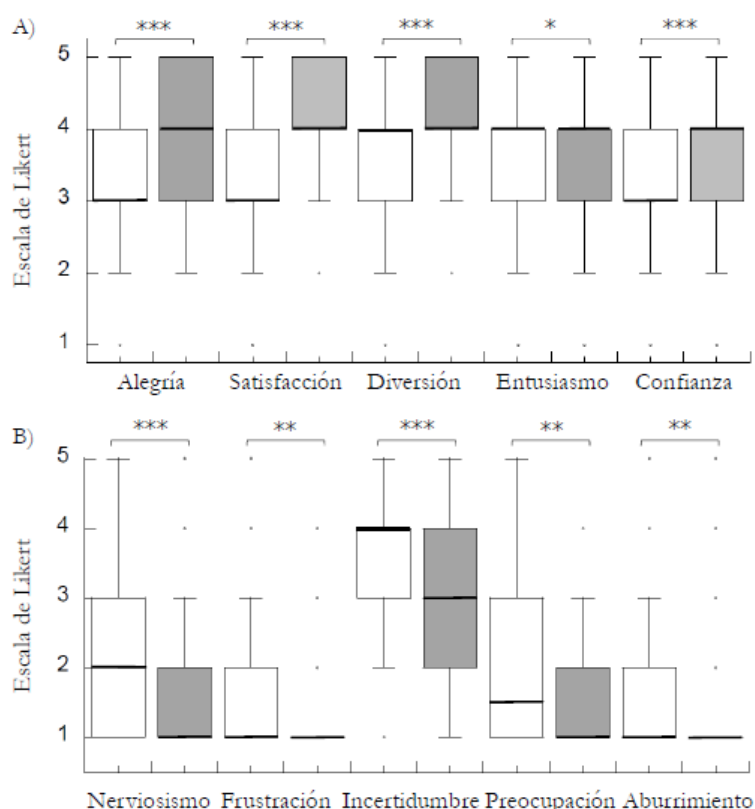 A)
*** *** *** * ***
Escala de Likert
5
4
3
2
1
Alegría Satisfacción Diversión Entusiasmo Confianza
B)
*** ** *** ** **
Escala de Likert
5
4
3
2
1
Nerviosismo Frustración Incertidumbre Preocupación Aburrimiento